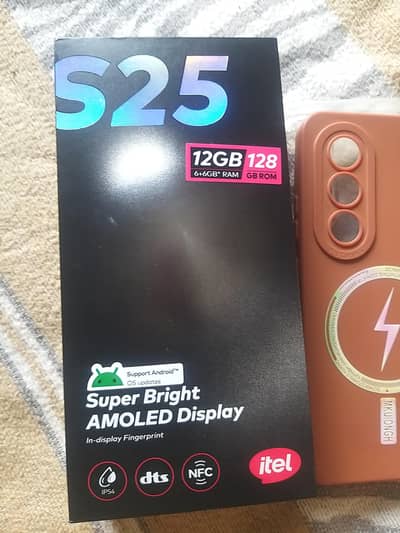 S25
12GB 128
6+6GB* RAM GB ROM
Support Android™
OS updates
Super Bright
AMOLED Display
In-display Fingerprint
IP54
dts
NFC
itel
MKUIONGH